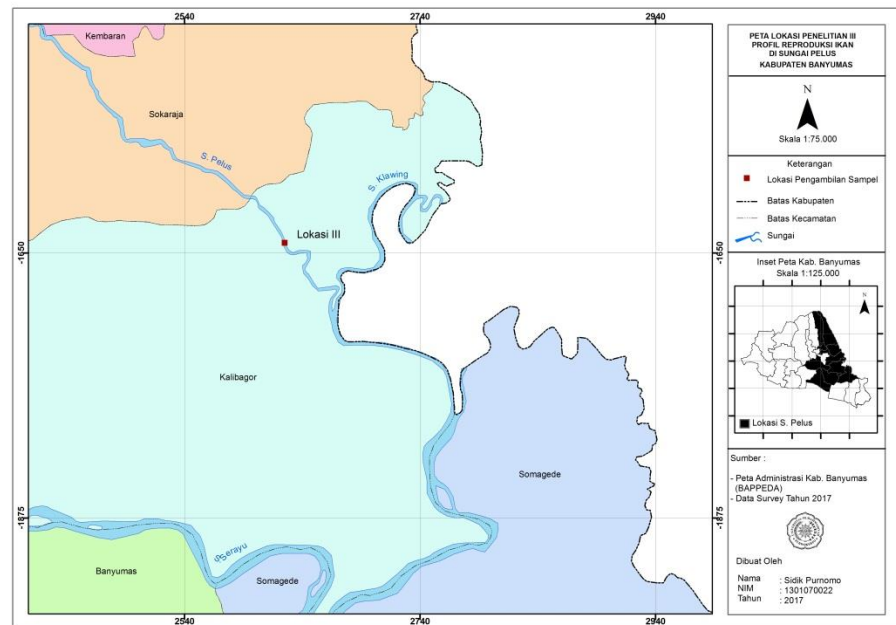 2540
2740
2940
Kembaran
Sokaraja
S. Pelus
S. Klawing
Lokasi III
-1650
-1650
Kalibagor
Somagede
-1875
-1875
S. Serayu
Banyumas
Somagede
2540
2740
2940
PETA LOKASI PENELITIAN III
PROFIL REPRODUKSI IKAN
DI SUNGAI PELUS
KABUPATEN BANYUMAS
N
Skala 1:75.000
Keterangan
Lokasi Pengambilan Sampel
Batas Kabupaten
Batas Kecamatan
Sungai
Inset Peta Kab. Banyumas
Skala 1:125.000
N
Lokasi S. Pelus
Sumber :
- Peta Administrasi Kab. Banyumas
(BAPPEDA)
- Data Survey Tahun 2017
Dibuat Oleh
Nama : Sidik Purnomo
NIM : 1301070022
Tahun : 2017